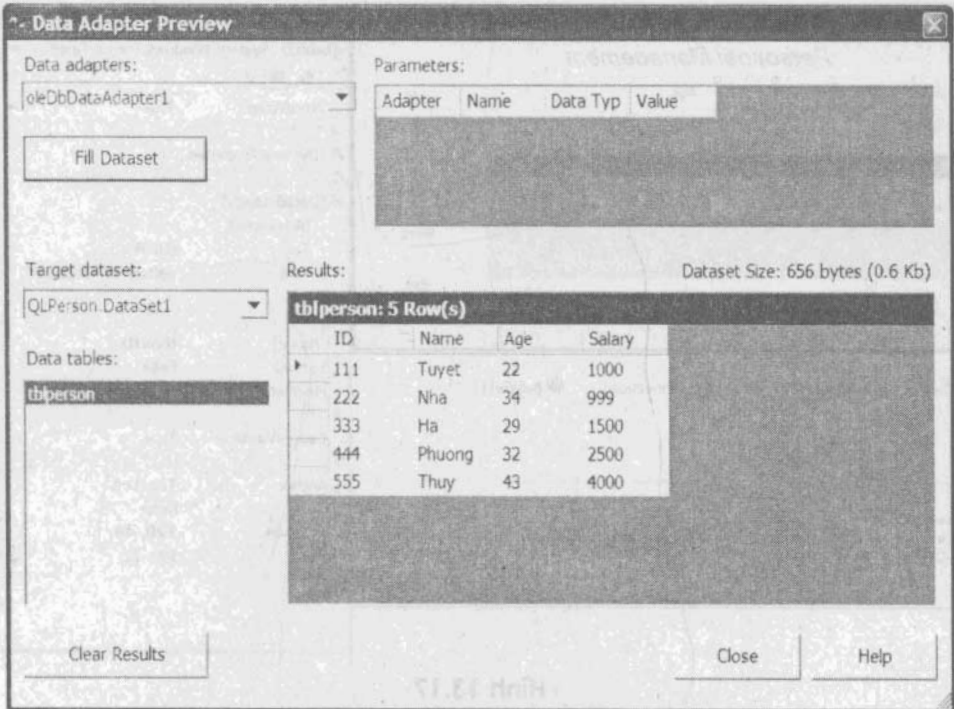 Data Adapter Preview
Data adapters:
oleDbDataAdapter1
Fill Dataset
Parameters:
Adapter Name Data Typ Value
Target dataset:
QLPerson.DataSet1
Data tables:
tblperson
Results:
Dataset Size: 656 bytes (0.6 Kb)
tblperson: 5 Row(s)
ID Name Age Salary
111 Tuyet 22 1000
222 Nha 34 999
333 Ha 29 1500
444 Phuong 32 2500
555 Thuy 43 4000
Clear Results
Close
Help
Personal Management
Hình 13.17